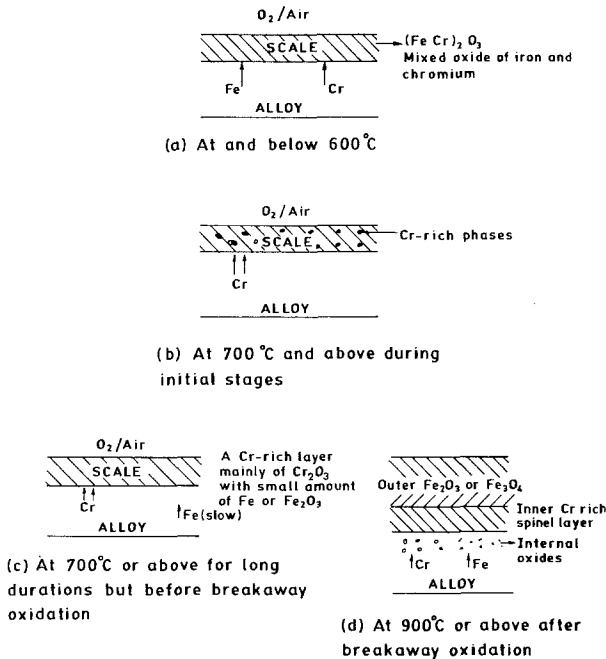 O₂/Air
SCALE
(Fe Cr)₂ O₃
Mixed oxide of iron and
chromium
Fe
Cr
ALLOY
(a) At and below 600°C
O₂/Air
SCALE
Cr-rich phases
Cr
ALLOY
(b) At 700°C and above during
initial stages
O₂/Air
SCALE
A Cr-rich layer
mainly of Cr₂O₃
with small amount
of Fe or Fe₂O₃
Cr
Fe(slow)
ALLOY
(c) At 700°C or above for long
durations but before breakaway
oxidation
Outer Fe₂O₃ or Fe₃O₄
Inner Cr rich
spinel layer
Internal
oxides
Cr
Fe
ALLOY
(d) At 900°C or above after
breakaway oxidation